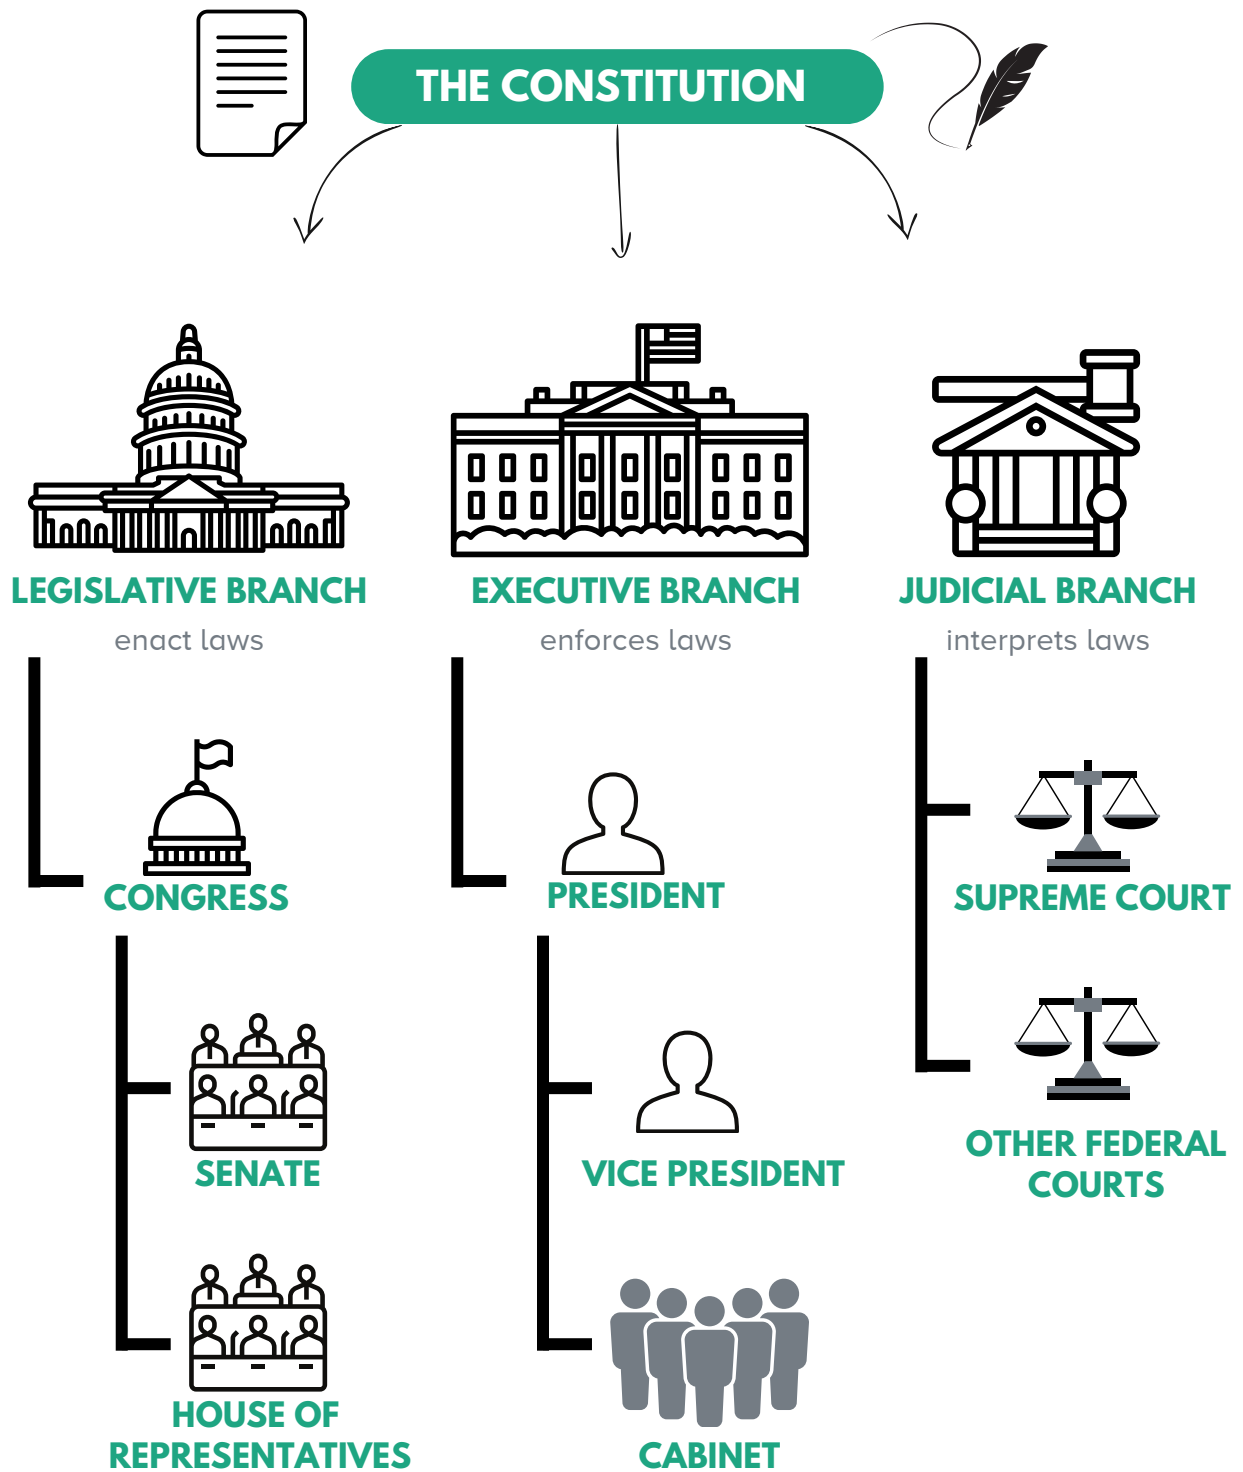 THE CONSTITUTION
LEGISLATIVE BRANCH
enact laws
CONGRESS
SENATE
HOUSE OF
REPRESENTATIVES
EXECUTIVE BRANCH
enforces laws
PRESIDENT
VICE PRESIDENT
CABINET
JUDICIAL BRANCH
interprets laws
SUPREME COURT
OTHER FEDERAL
COURTS